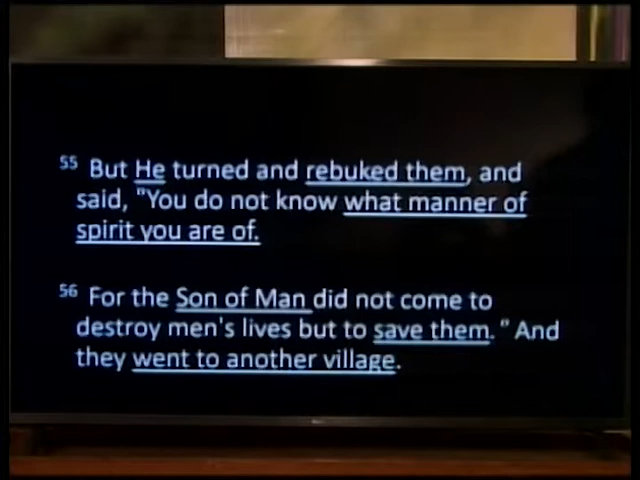 55 But He turned and rebuked them, and
said, "You do not know what manner of
spirit you are of.
56 For the Son of Man did not come to
destroy men's lives but to save them." And
they went to another village.